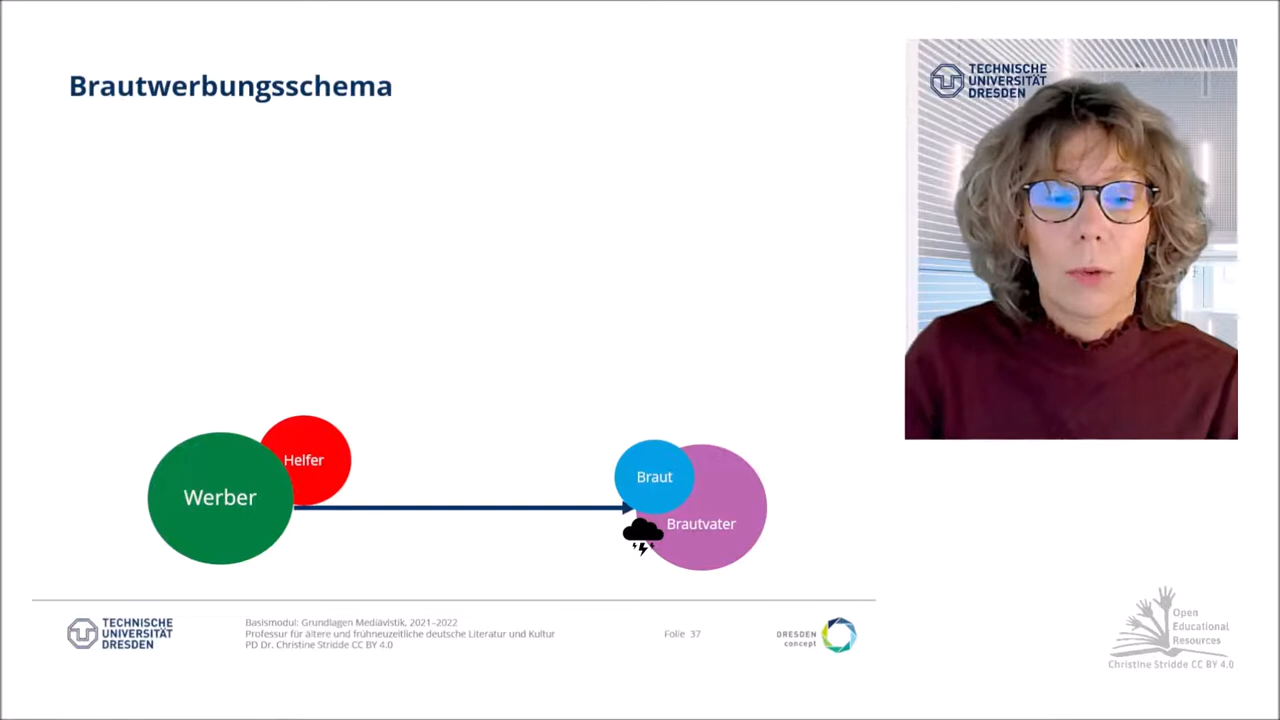 Brautwerbungsschema
TECHNISCHE
UNIVERSITÄT
DRESDEN
Helfer
Werber
Braut
Brautvater
TECHNISCHE
UNIVERSITÄT
DRESDEN
Basismodul: Grundlagen Mediävistik, 2021–2022
Professur für ältere und frühneuzeitliche deutsche Literatur und Kultur
PD Dr. Christine Stridde CC BY 4.0
Folie 37
DRESDEN
concept
Open
Educational
Resources
Christine Stridde CC BY 4.0